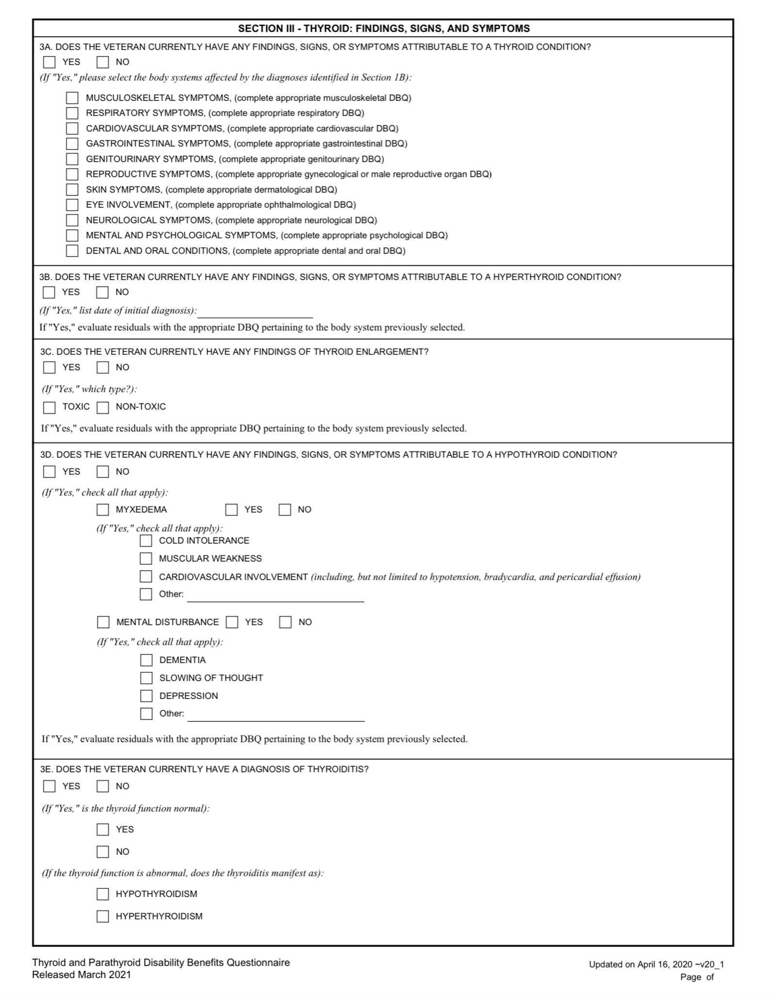 SECTION III - THYROID: FINDINGS, SIGNS, AND SYMPTOMS
3A. DOES THE VETERAN CURRENTLY HAVE ANY FINDINGS, SIGNS, OR SYMPTOMS ATTRIBUTABLE TO A THYROID CONDITION?
YES NO
(If "Yes," please select the body systems affected by the diagnoses identified in Section 1B):
MUSCULOSKELETAL SYMPTOMS, (complete appropriate musculoskeletal DBQ)
RESPIRATORY SYMPTOMS, (complete appropriate respiratory DBQ)
CARDIOVASCULAR SYMPTOMS, (complete appropriate cardiovascular DBQ)
GASTROINTESTINAL SYMPTOMS, (complete appropriate gastrointestinal DBQ)
GENITOURINARY SYMPTOMS, (complete appropriate genitourinary DBQ)
REPRODUCTIVE SYMPTOMS, (complete appropriate gynecological or male reproductive organ DBQ)
SKIN SYMPTOMS, (complete appropriate dermatological DBQ)
EYE INVOLVEMENT, (complete appropriate ophthalmological DBQ)
NEUROLOGICAL SYMPTOMS, (complete appropriate neurological DBQ)
MENTAL AND PSYCHOLOGICAL SYMPTOMS, (complete appropriate psychological DBQ)
DENTAL AND ORAL CONDITIONS, (complete appropriate dental and oral DBQ)
3B. DOES THE VETERAN CURRENTLY HAVE ANY FINDINGS, SIGNS, OR SYMPTOMS ATTRIBUTABLE TO A HYPERTHYROID CONDITION?
YES NO
(If "Yes," list date of initial diagnosis):
If "Yes," evaluate residuals with the appropriate DBQ pertaining to the body system previously selected.
3C. DOES THE VETERAN CURRENTLY HAVE ANY FINDINGS OF THYROID ENLARGEMENT?
YES NO
(If "Yes," which type?):
TOXIC NON-TOXIC
If "Yes," evaluate residuals with the appropriate DBQ pertaining to the body system previously selected.
3D. DOES THE VETERAN CURRENTLY HAVE ANY FINDINGS, SIGNS, OR SYMPTOMS ATTRIBUTABLE TO A HYPOTHYROID CONDITION?
YES NO
(If "Yes," check all that apply):
MYXEDEMA YES NO
(If "Yes," check all that apply):
COLD INTOLERANCE
MUSCULAR WEAKNESS
CARDIOVASCULAR INVOLVEMENT (including, but not limited to hypotension, bradycardia, and pericardial effusion)
Other:
MENTAL DISTURBANCE YES NO
(If "Yes," check all that apply):
DEMENTIA
SLOWING OF THOUGHT
DEPRESSION
Other:
If "Yes," evaluate residuals with the appropriate DBQ pertaining to the body system previously selected.
3E. DOES THE VETERAN CURRENTLY HAVE A DIAGNOSIS OF THYROIDITIS?
YES NO
(If "Yes," is the thyroid function normal):
YES
NO
(If the thyroid function is abnormal, does the thyroiditis manifest as):
HYPOTHYROIDISM
HYPERTHYROIDISM
Thyroid and Parathyroid Disability Benefits Questionnaire
Released March 2021
Updated on April 16, 2020 ~v20_1
Page of